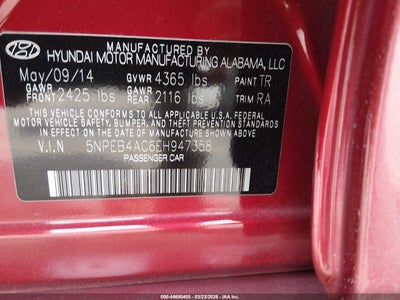 MANUFACTURED BY
HYUNDAI MOTOR MANUFACTURING ALABAMA, LLC
May/09/14 GVWR 4365 lbs PAINT TR
GAWR FRONT 2425 lbs GAWR REAR 2116 lbs TRIM RA
THIS VEHICLE CONFORMS TO ALL APPLICABLE U.S.A. FEDERAL
MOTOR VEHICLE SAFETY, BUMPER, AND THEFT PREVENTION
STANDARDS IN EFFECT ON THE DATE OF MANUFACTURE SHOWN ABOVE.
V.I.N 5NPEB4AC6EH947358
PASSENGER CAR
000-44690405 - 03/23/2026 - IAA Inc.